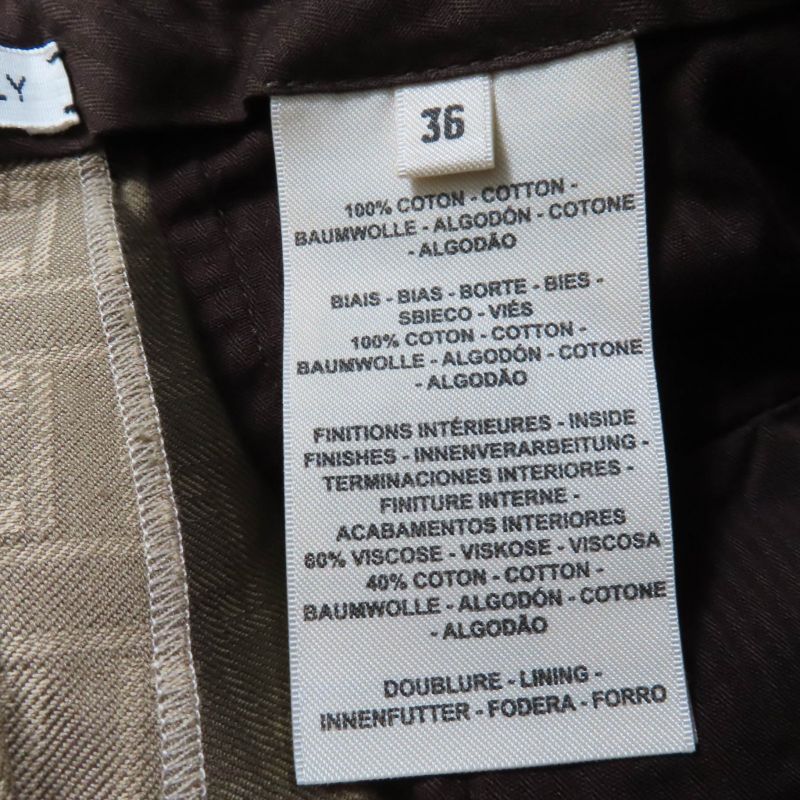 LY
36
100% COTON - COTTON -
BAUMWOLLE - ALGODÓN - COTONE
- ALGODÃO
BIAIS - BIAS - BORTE - BIES -
SBIECO - VIÉS
100% COTON - COTTON -
BAUMWOLLE - ALGODÓN - COTONE
- ALGODÃO
FINITIONS INTÉRIEURES - INSIDE
FINISHES - INNENVERARBEITUNG -
TERMINACIONES INTERIORES -
FINITURE INTERNE -
ACABAMENTOS INTERIORES
60% VISCOSE - VISKOSE - VISCOSA
40% COTON - COTTON -
BAUMWOLLE - ALGODÓN - COTONE
- ALGODÃO
DOUBLURE - LINING -
INNENFUTTER - FODERA - FORRO